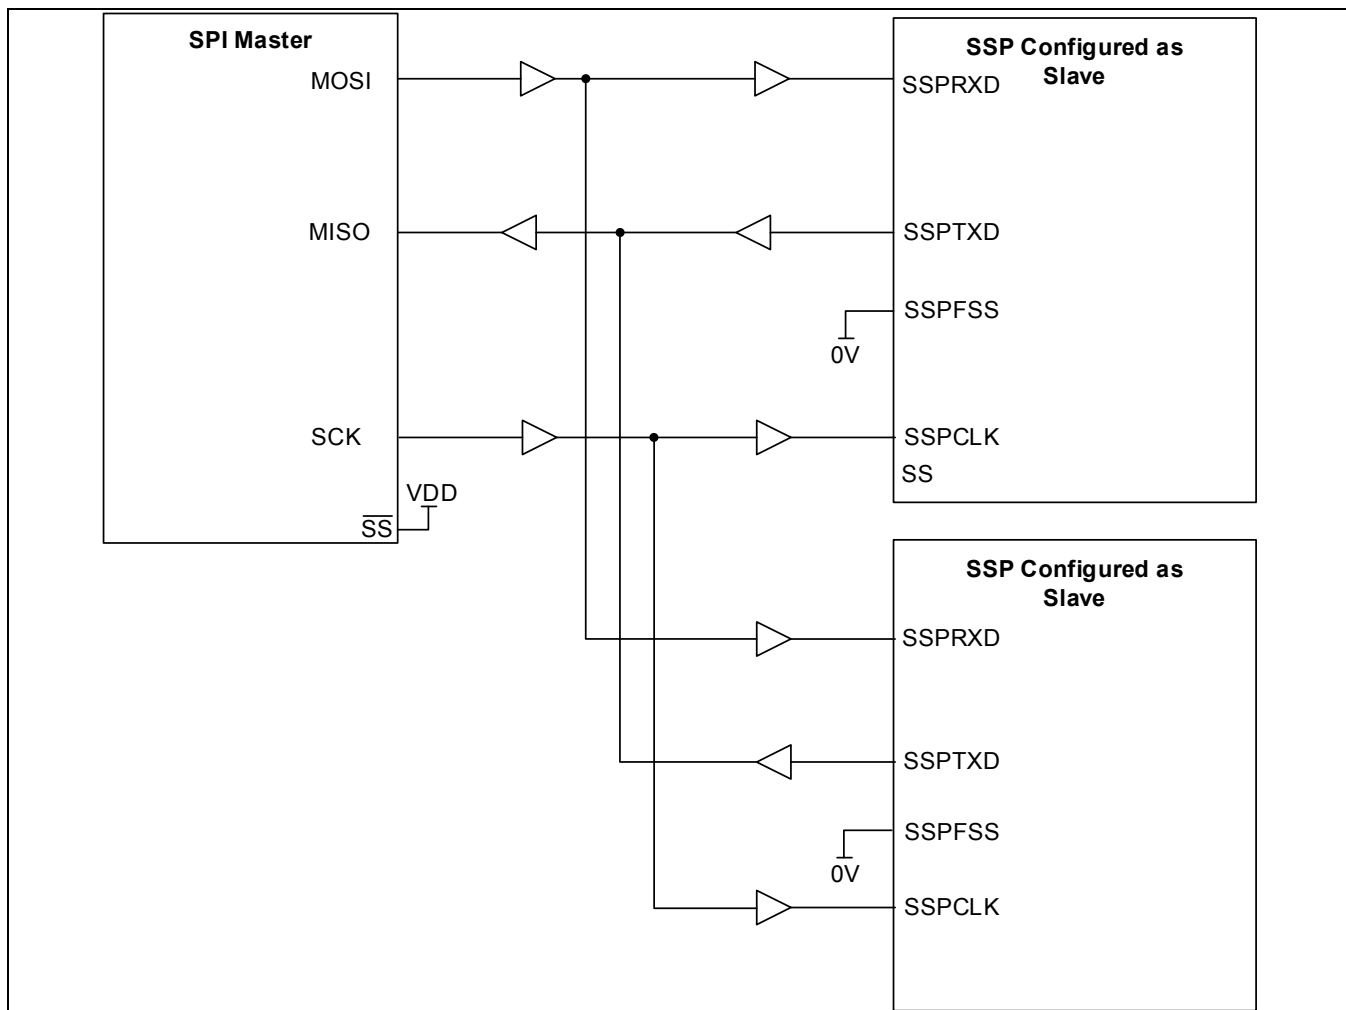 SPI Master
MOSI
MISO
SCK
VDD
SS
SSP Configured as
Slave
SSPRXD
SSPTXD
SSPFSS
0V
SSPCLK
SS
SSP Configured as
Slave
SSPRXD
SSPTXD
SSPFSS
0V
SSPCLK